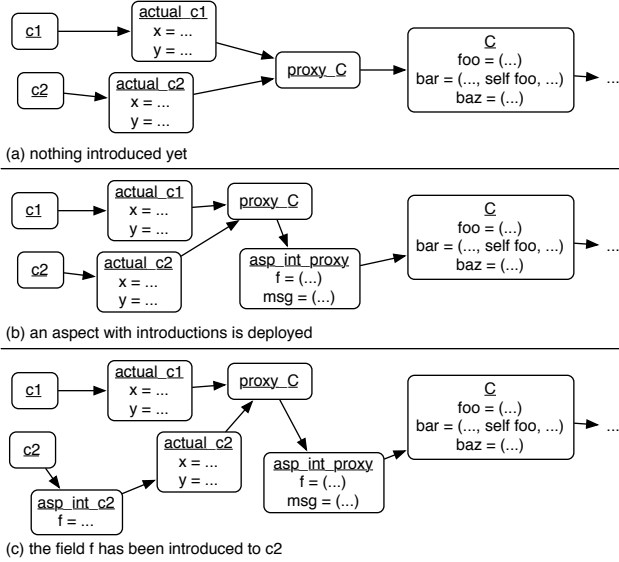 c1
actual_c1
x = ...
y = ...
c2
actual_c2
x = ...
y = ...
proxy_C
C
foo = (...)
bar = (..., self foo, ...)
baz = (...)
...
(a) nothing introduced yet
c1
actual_c1
x = ...
y = ...
proxy_C
c2
actual_c2
x = ...
y = ...
asp_int_proxy
f = (...)
msg = (...)
C
foo = (...)
bar = (..., self foo, ...)
baz = (...)
...
(b) an aspect with introductions is deployed
c1
actual_c1
x = ...
y = ...
proxy_C
c2
asp_int_c2
f = ...
actual_c2
x = ...
y = ...
asp_int_proxy
f = (...)
msg = (...)
C
foo = (...)
bar = (..., self foo, ...)
baz = (...)
...
(c) the field f has been introduced to c2